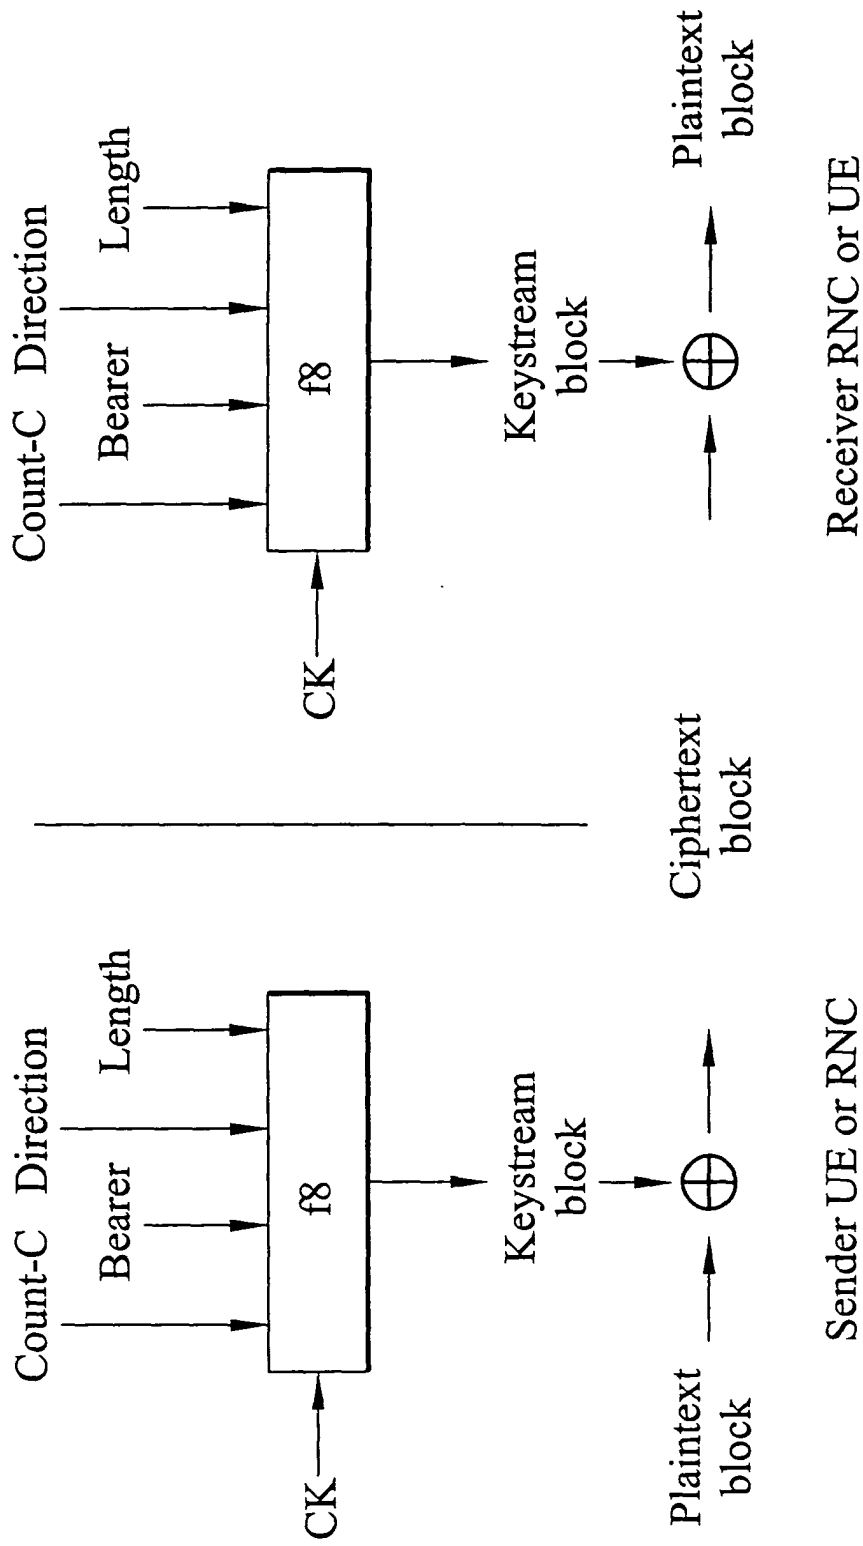 Count-C Direction
Bearer
Length
CK
f8
Keystream
block
Plaintext
block
Sender UE or RNC
Ciphertext
block
Count-C Direction
Bearer
Length
CK
f8
Keystream
block
Plaintext
block
Receiver RNC or UE